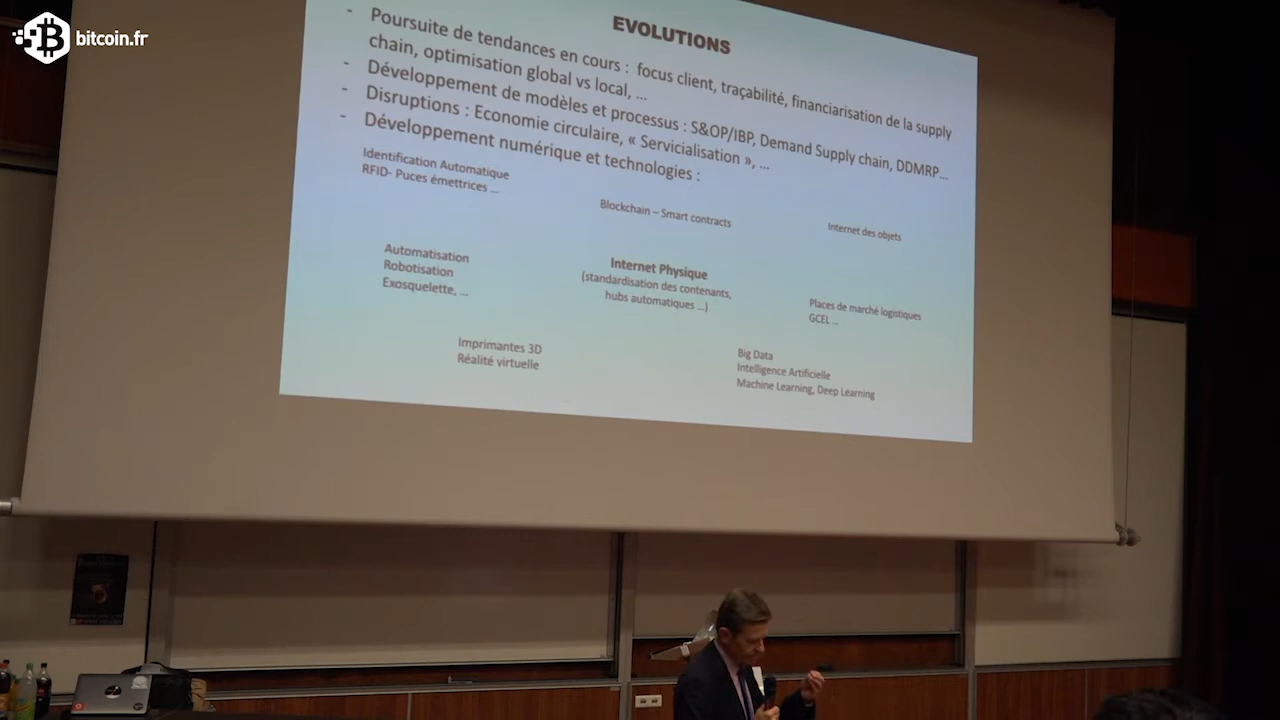 bitcoin.fr
EVOLUTIONS
- Poursuite de tendances en cours : focus client, traçabilité, financiarisation de la supply
chain, optimisation global vs local, ...
- Développement de modèles et processus : S&OP/IBP, Demand Supply chain, DDMRP...
- Disruptions : Economie circulaire, « Servicialisation », ...
- Développement numérique et technologies :
Identification Automatique
RFID- Puces émettrices ...
Blockchain – Smart contracts
Internet des objets
Automatisation
Robotisation
Exosquelette, ...
Internet Physique
(standardisation des contenants,
hubs automatiques ...)
Places de marché logistiques
GCEL ...
Imprimantes 3D
Réalité virtuelle
Big Data
Intelligence Artificielle
Machine Learning, Deep Learning